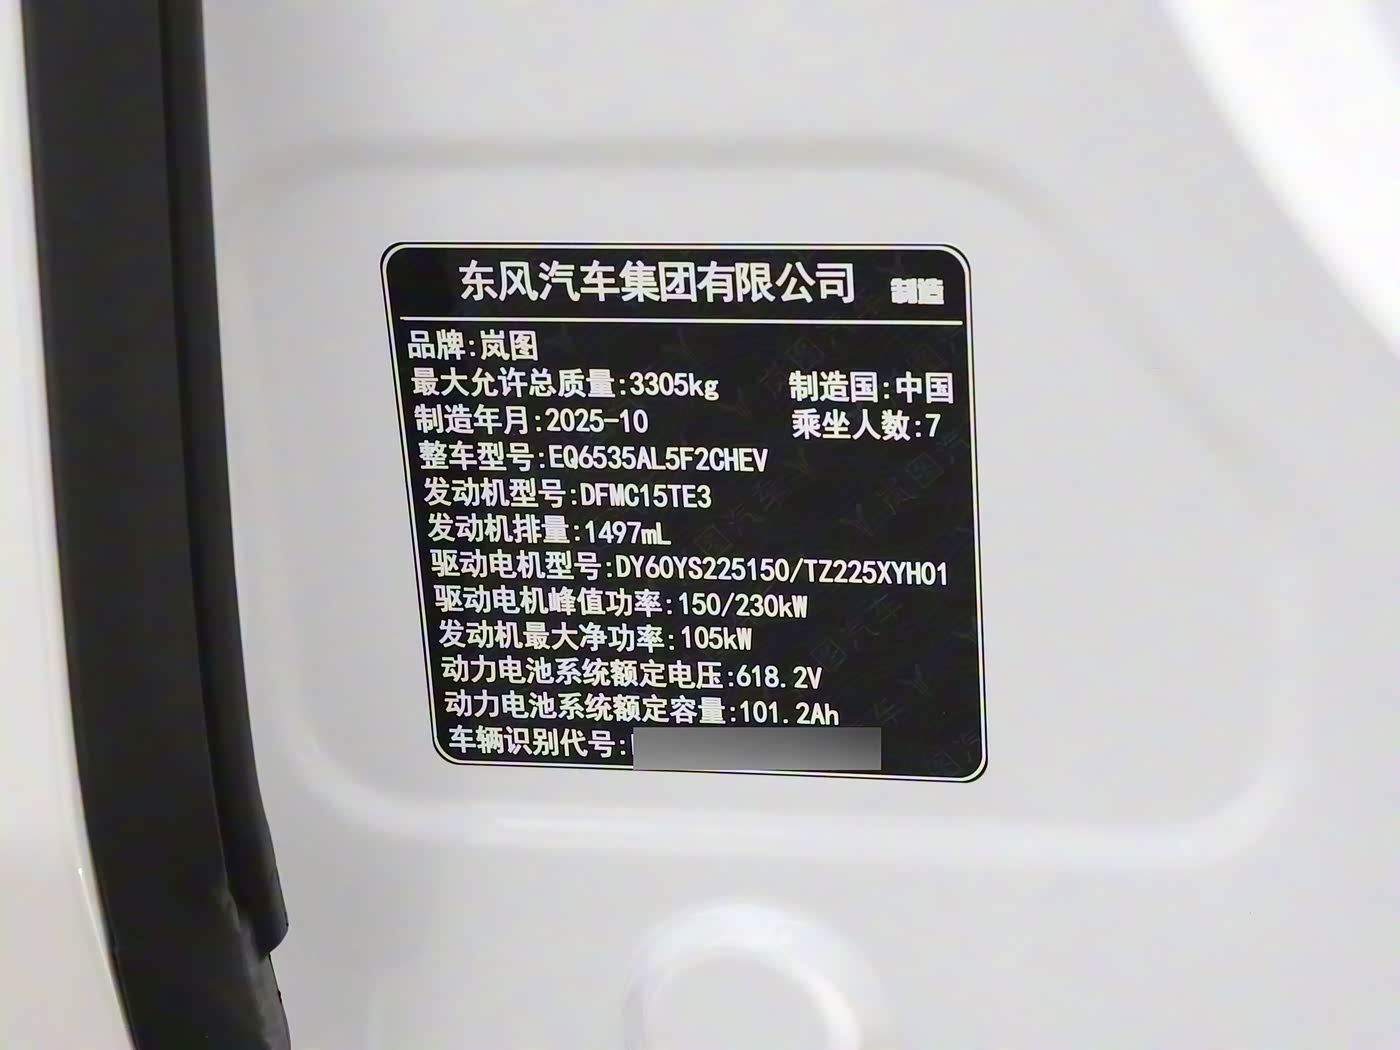 东风汽车集团有限公司 制造
品牌:岚图
最大允许总质量:3305kg 制造国:中国
制造年月:2025-10 乘坐人数:7
整车型号:EQ6535AL5F2CHEV
发动机型号:DFMC15TE3
发动机排量:1497mL
驱动电机型号:DY60YS225150/TZ225XYH01
驱动电机峰值功率:150/230kW
发动机最大净功率:105kW
动力电池系统额定电压:618.2V
动力电池系统额定容量:101.2Ah
车辆识别代号: